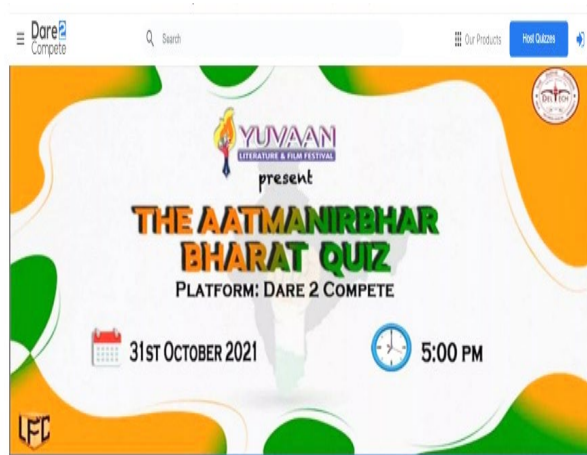 Dare2
Compete
Search
Our Products
Host Quizzes
DELTECH
YUVAAN
LITERATURE & FILM FESTIVAL
present
THE AATMANIRBHAR
BHARAT QUIZ
PLATFORM: DARE 2 COMPETE
31ST OCTOBER 2021
5:00 PM
LFC